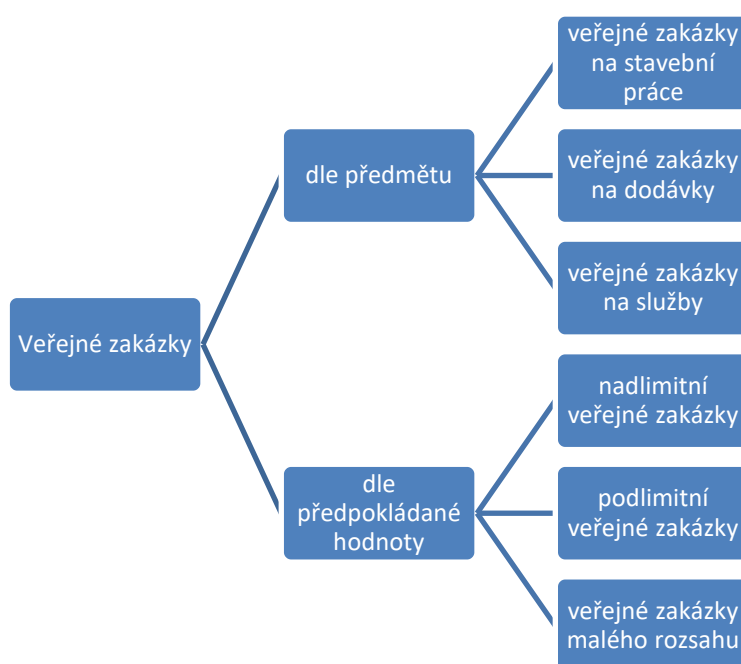 veřejné zakázky
na stavební
práce
dle předmětu
veřejné zakázky
na dodávky
veřejné zakázky
na služby
Veřejné zakázky
nadlimitní
veřejné zakázky
dle
předpokládané
hodnoty
podlimitní
veřejné zakázky
veřejné zakázky
malého rozsahu